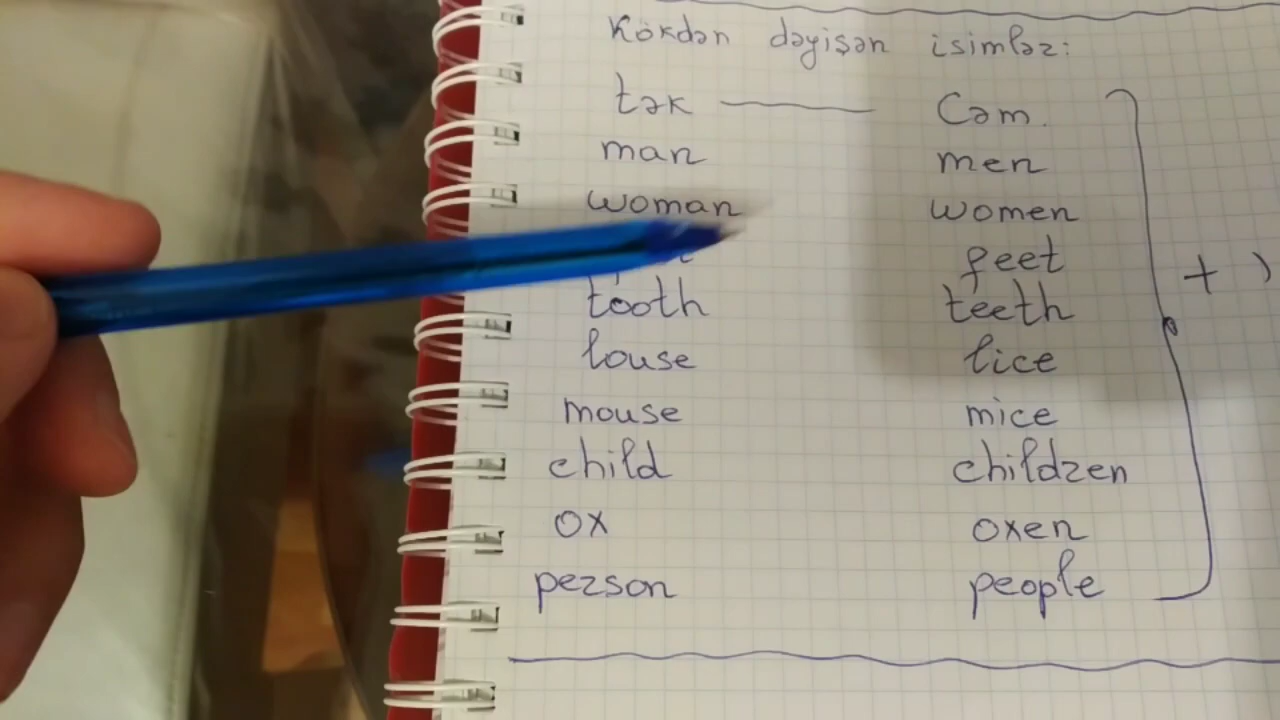 Kökdən dəyişən isimlər:
tək — Cəm.
man men
woman women
feet
tooth teeth
louse lice
mouse mice
child children
ox oxen
person people
+ )